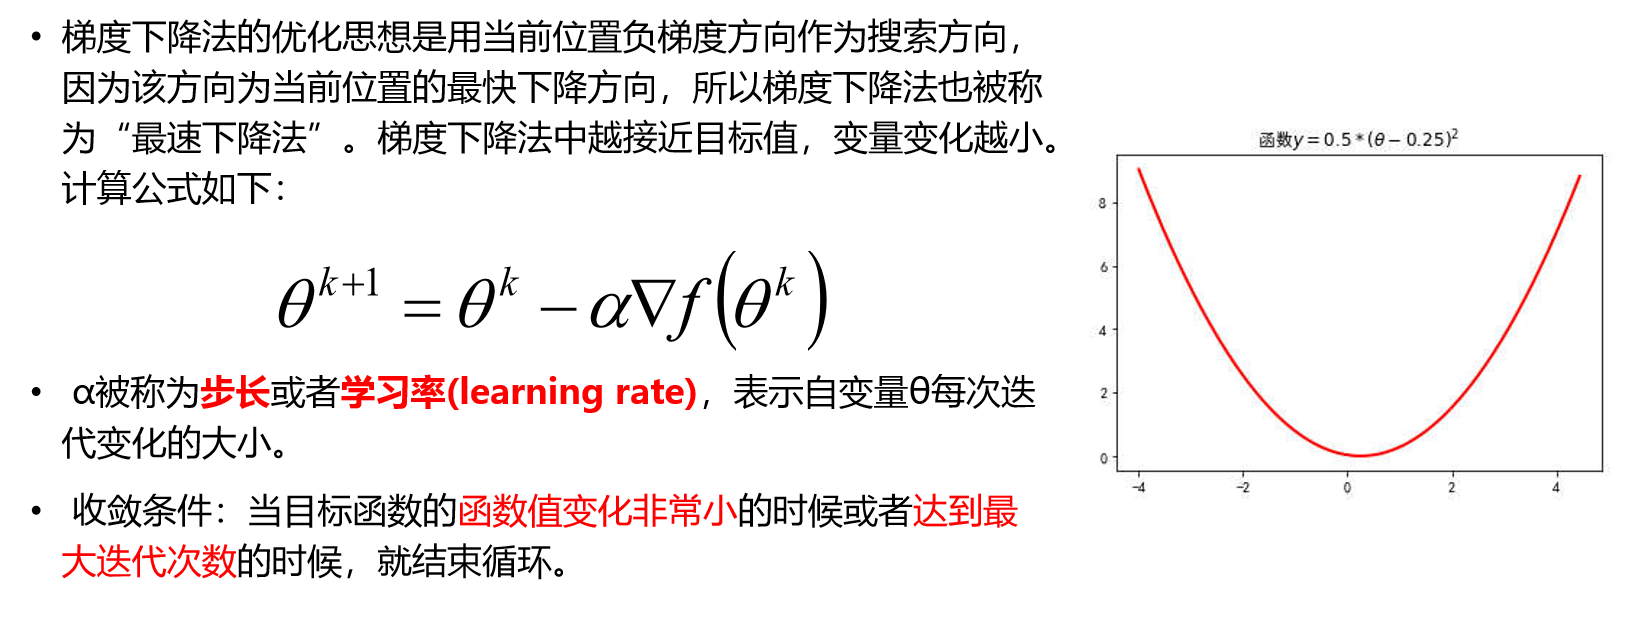 • 梯度下降法的优化思想是用当前位置负梯度方向作为搜索方向，
因为该方向为当前位置的最快下降方向，所以梯度下降法也被称
为“最速下降法”。梯度下降法中越接近目标值，变量变化越小。
计算公式如下：
θ^{k+1} = θ^k − α∇f(θ^k)
• α被称为步长或者学习率(learning rate)，表示自变量θ每次迭
代变化的大小。
• 收敛条件：当目标函数的函数值变化非常小的时候或者达到最
大迭代次数的时候，就结束循环。
函数y = 0.5 * (θ − 0.25)²
8
6
4
2
0
−4 −2 0 2 4